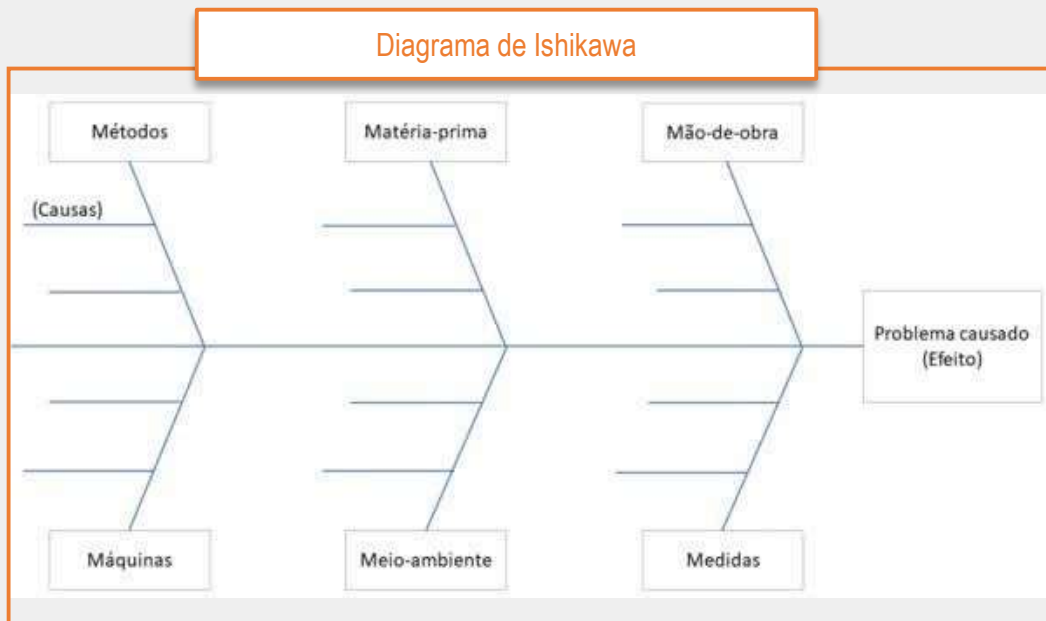 Diagrama de Ishikawa
Métodos
Matéria-prima
Mão-de-obra
(Causas)
Problema causado
(Efeito)
Máquinas
Meio-ambiente
Medidas